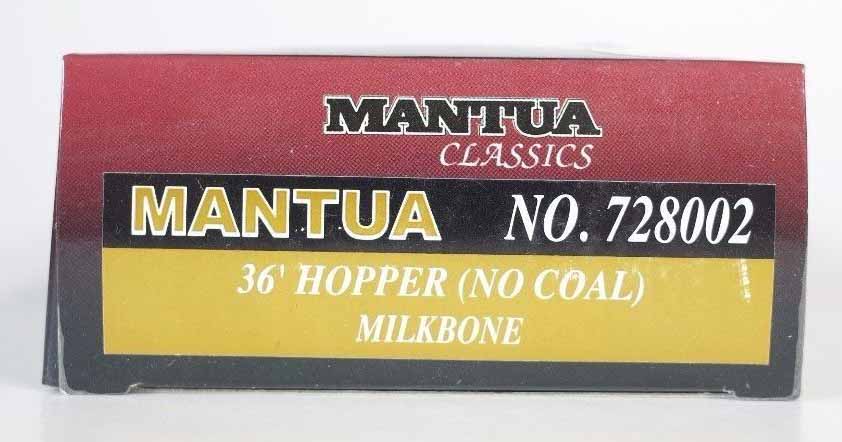 MANTUA
CLASSICS
MANTUA NO. 728002
36' HOPPER (NO COAL)
MILKBONE